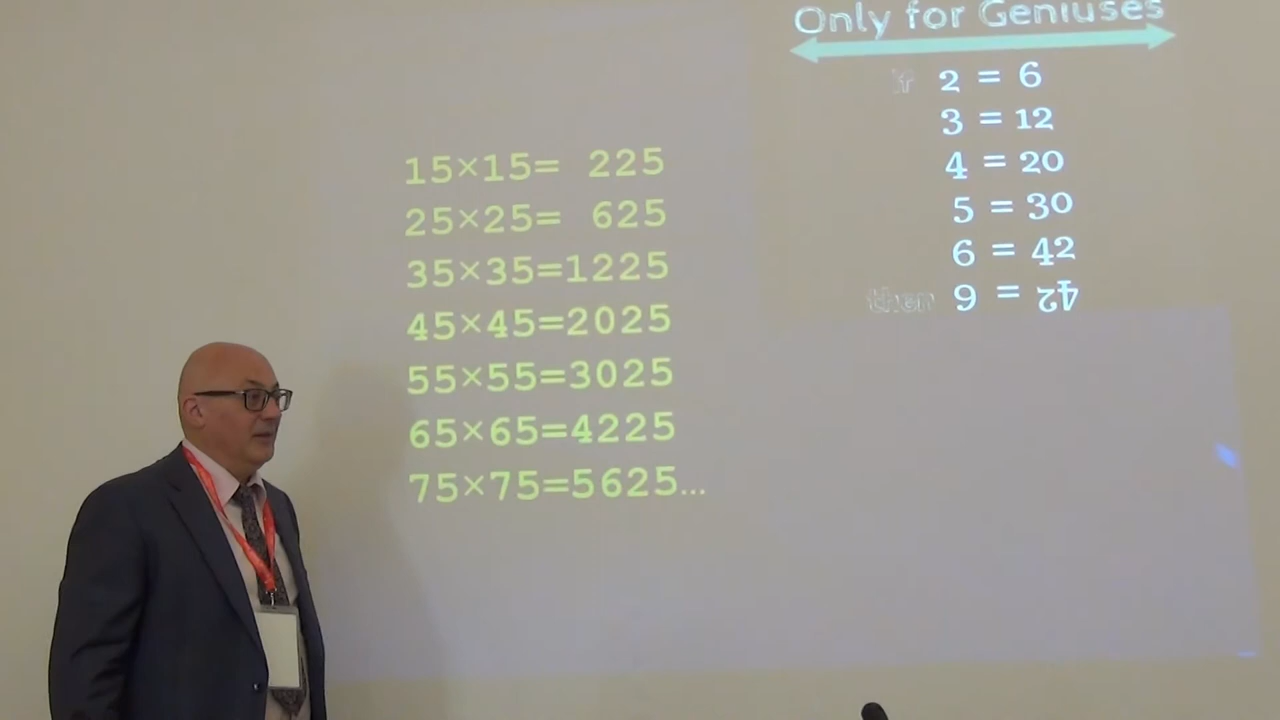 15×15= 225
25×25= 625
35×35=1225
45×45=2025
55×55=3025
65×65=4225
75×75=5625...
Only for Geniuses
if 2 = 6
3 = 12
4 = 20
5 = 30
6 = 42
then 9 = 42